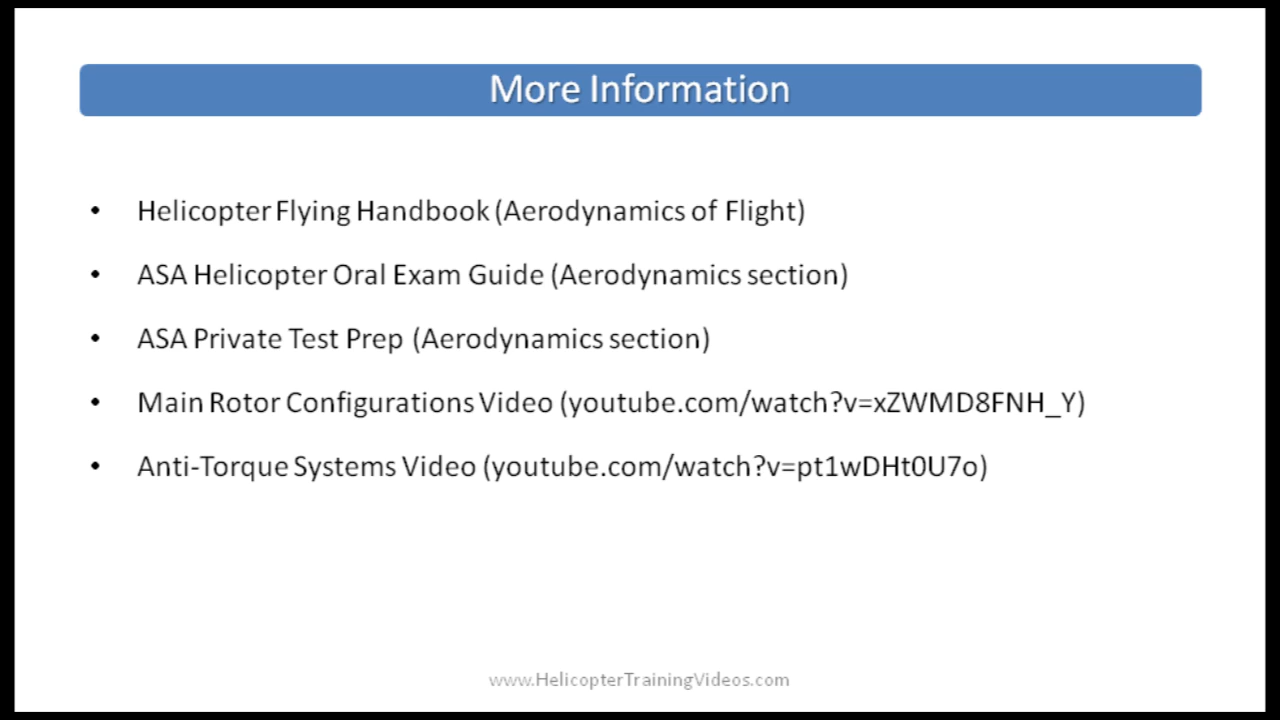 More Information
• Helicopter Flying Handbook (Aerodynamics of Flight)
• ASA Helicopter Oral Exam Guide (Aerodynamics section)
• ASA Private Test Prep (Aerodynamics section)
• Main Rotor Configurations Video (youtube.com/watch?v=xZWMD8FNH_Y)
• Anti-Torque Systems Video (youtube.com/watch?v=pt1wDHt0U7o)
www.HelicopterTrainingVideos.com